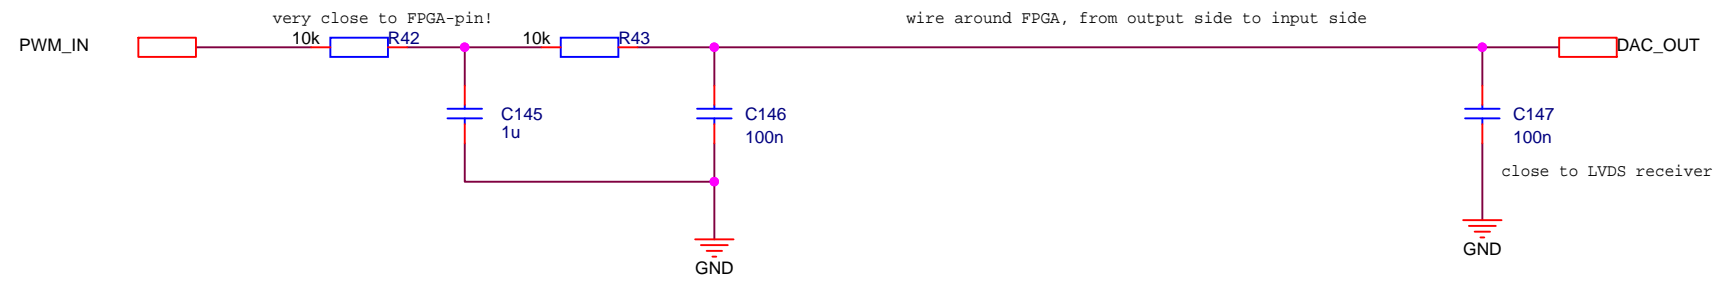 very close to FPGA-pin!
wire around FPGA, from output side to input side
PWM_IN
10k
R42
10k
R43
DAC_OUT
C145
1u
C146
100n
C147
100n
close to LVDS receiver
GND
GND